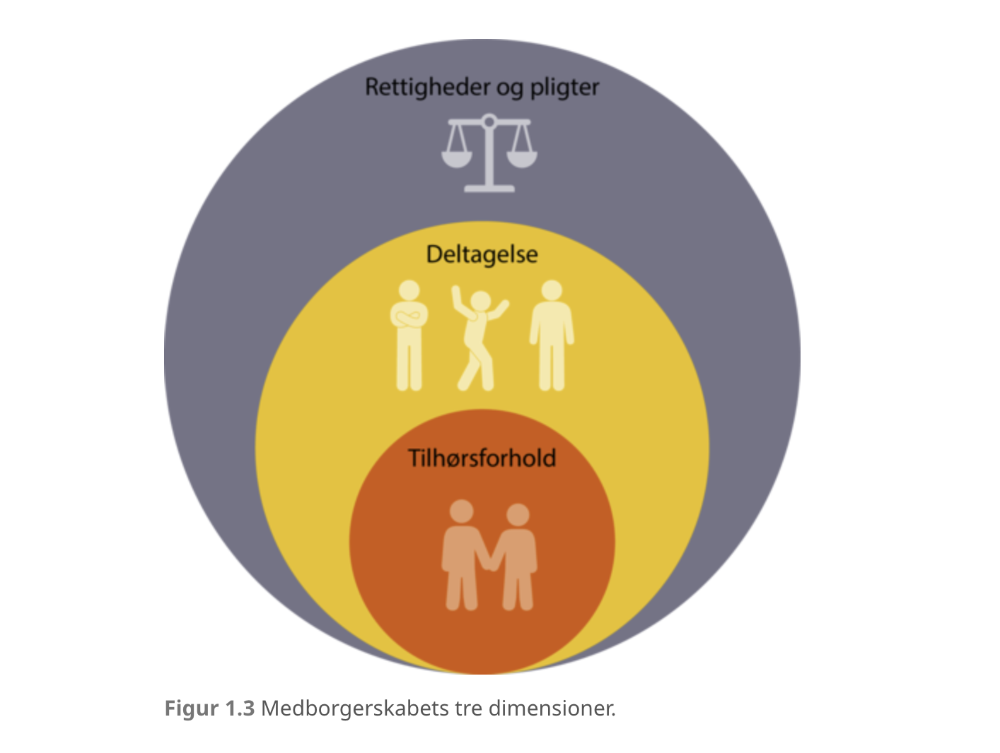 Rettigheder og pligter
Deltagelse
Tilhørsforhold
Figur 1.3 Medborgerskabets tre dimensioner.